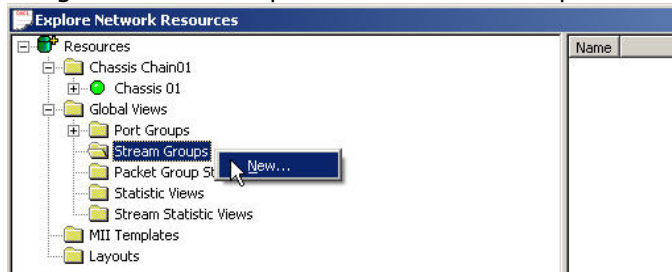 Explore Network Resources
Resources
Name
Chassis Chain01
Chassis 01
Global Views
Port Groups
Stream Groups
New...
Packet Group St
Statistic Views
Stream Statistic Views
MII Templates
Layouts